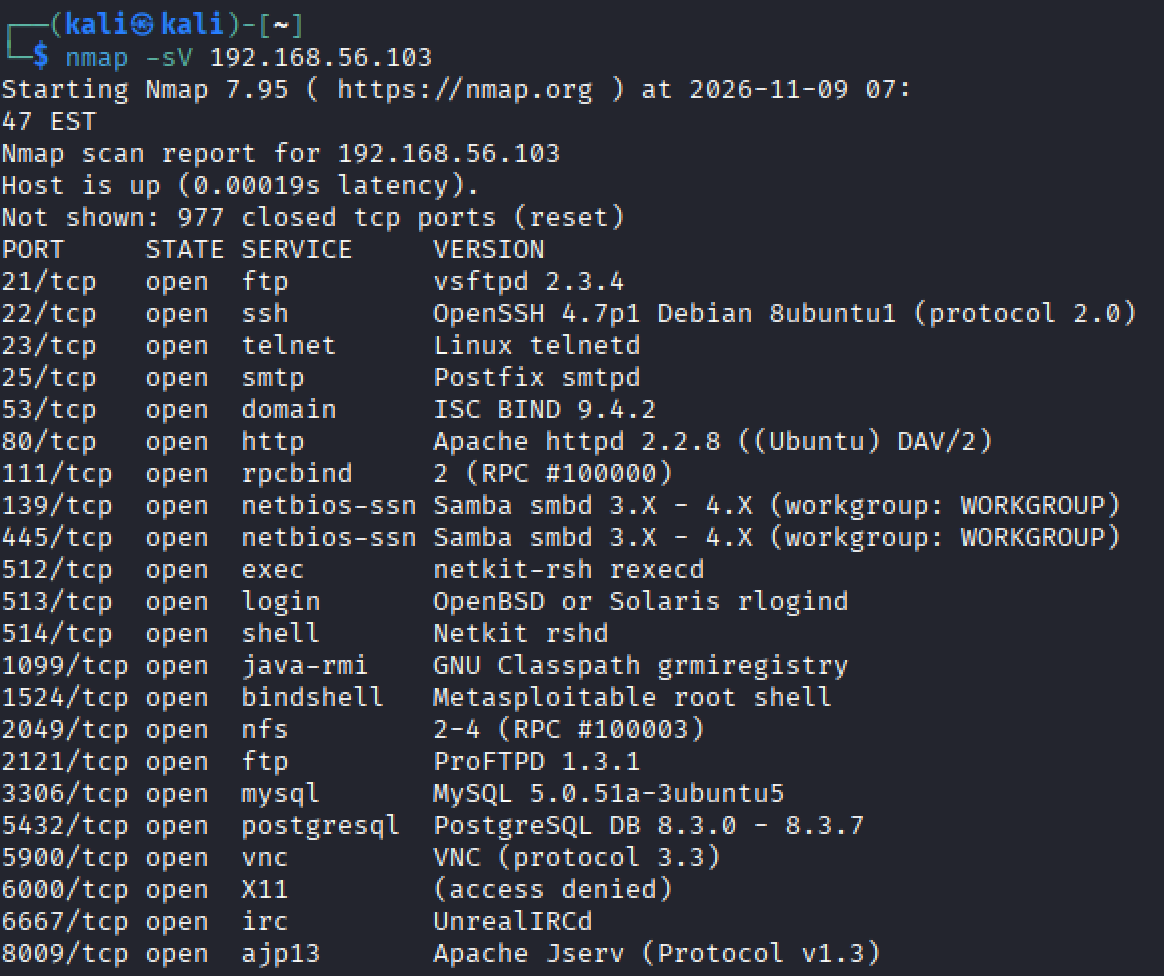 ┌──(kali㉿kali)-[~]
└─$ nmap -sV 192.168.56.103
Starting Nmap 7.95 ( https://nmap.org ) at 2026-11-09 07:
47 EST
Nmap scan report for 192.168.56.103
Host is up (0.00019s latency).
Not shown: 977 closed tcp ports (reset)
PORT     STATE SERVICE     VERSION
21/tcp   open  ftp         vsftpd 2.3.4
22/tcp   open  ssh         OpenSSH 4.7p1 Debian 8ubuntu1 (protocol 2.0)
23/tcp   open  telnet      Linux telnetd
25/tcp   open  smtp        Postfix smtpd
53/tcp   open  domain      ISC BIND 9.4.2
80/tcp   open  http        Apache httpd 2.2.8 ((Ubuntu) DAV/2)
111/tcp  open  rpcbind     2 (RPC #100000)
139/tcp  open  netbios-ssn Samba smbd 3.X - 4.X (workgroup: WORKGROUP)
445/tcp  open  netbios-ssn Samba smbd 3.X - 4.X (workgroup: WORKGROUP)
512/tcp  open  exec        netkit-rsh rexecd
513/tcp  open  login       OpenBSD or Solaris rlogind
514/tcp  open  shell       Netkit rshd
1099/tcp open  java-rmi    GNU Classpath grmiregistry
1524/tcp open  bindshell   Metasploitable root shell
2049/tcp open  nfs         2-4 (RPC #100003)
2121/tcp open  ftp         ProFTPD 1.3.1
3306/tcp open  mysql       MySQL 5.0.51a-3ubuntu5
5432/tcp open  postgresql  PostgreSQL DB 8.3.0 - 8.3.7
5900/tcp open  vnc         VNC (protocol 3.3)
6000/tcp open  X11         (access denied)
6667/tcp open  irc         UnrealIRCd
8009/tcp open  ajp13       Apache Jserv (Protocol v1.3)